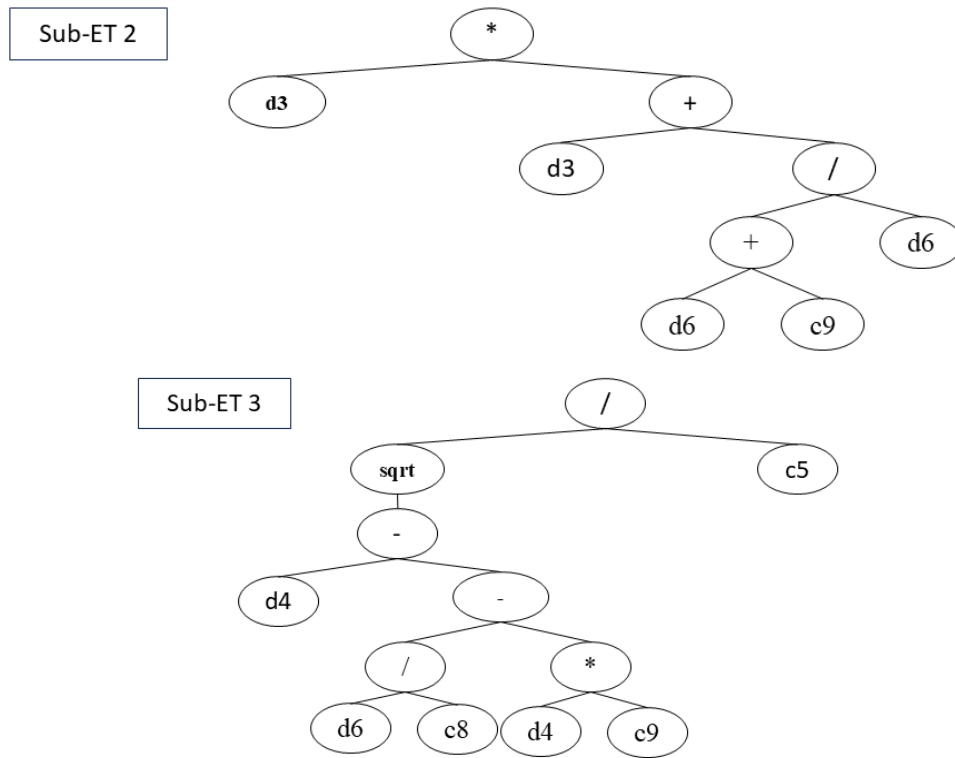 Sub-ET 2
*
d3
+
d3
/
+
d6
d6
c9
Sub-ET 3
/
sqrt
c5
-
d4
-
/
*
d6
c8
d4
c9